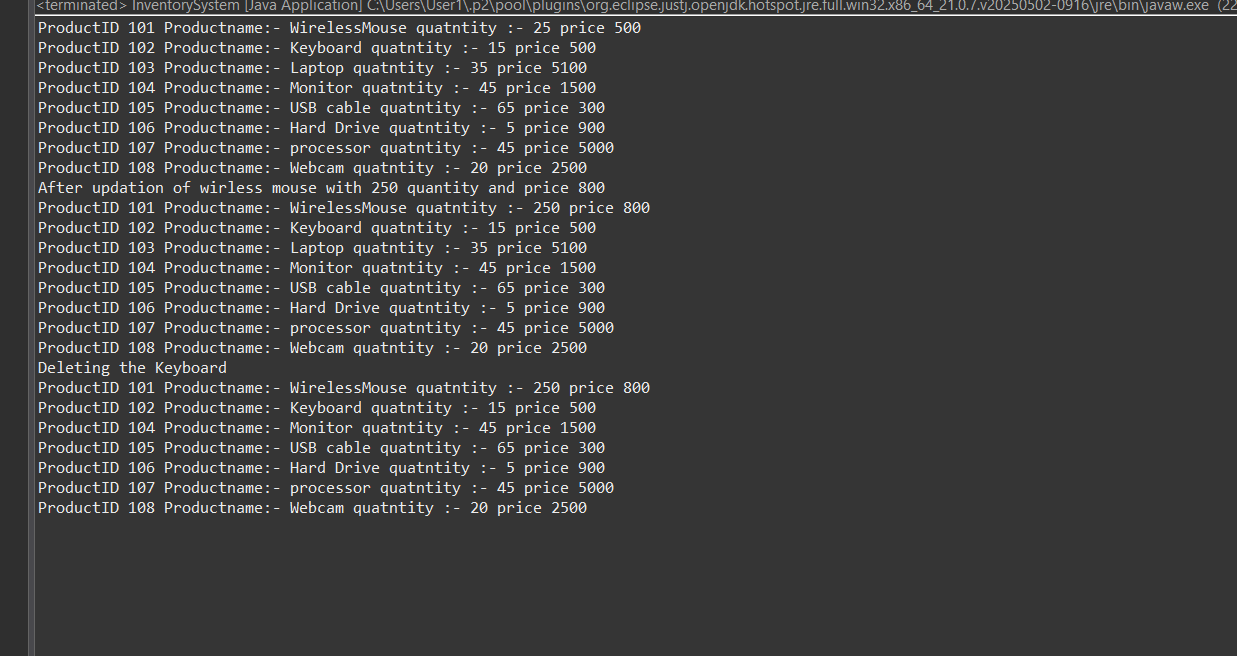 <terminated> InventorySystem [Java Application] C:\Users\User1\.p2\pool\plugins\org.eclipse.justj.openjdk.hotspot.jre.full.win32.x86_64_21.0.7.v20250502-0916\jre\bin\javaw.exe (22
ProductID 101 Productname:- WirelessMouse quatntity :- 25 price 500
ProductID 102 Productname:- Keyboard quatntity :- 15 price 500
ProductID 103 Productname:- Laptop quatntity :- 35 price 5100
ProductID 104 Productname:- Monitor quatntity :- 45 price 1500
ProductID 105 Productname:- USB cable quatntity :- 65 price 300
ProductID 106 Productname:- Hard Drive quatntity :- 5 price 900
ProductID 107 Productname:- processor quatntity :- 45 price 5000
ProductID 108 Productname:- Webcam quatntity :- 20 price 2500
After updation of wirless mouse with 250 quantity and price 800
ProductID 101 Productname:- WirelessMouse quatntity :- 250 price 800
ProductID 102 Productname:- Keyboard quatntity :- 15 price 500
ProductID 103 Productname:- Laptop quatntity :- 35 price 5100
ProductID 104 Productname:- Monitor quatntity :- 45 price 1500
ProductID 105 Productname:- USB cable quatntity :- 65 price 300
ProductID 106 Productname:- Hard Drive quatntity :- 5 price 900
ProductID 107 Productname:- processor quatntity :- 45 price 5000
ProductID 108 Productname:- Webcam quatntity :- 20 price 2500
Deleting the Keyboard
ProductID 101 Productname:- WirelessMouse quatntity :- 250 price 800
ProductID 102 Productname:- Keyboard quatntity :- 15 price 500
ProductID 104 Productname:- Monitor quatntity :- 45 price 1500
ProductID 105 Productname:- USB cable quatntity :- 65 price 300
ProductID 106 Productname:- Hard Drive quatntity :- 5 price 900
ProductID 107 Productname:- processor quatntity :- 45 price 5000
ProductID 108 Productname:- Webcam quatntity :- 20 price 2500